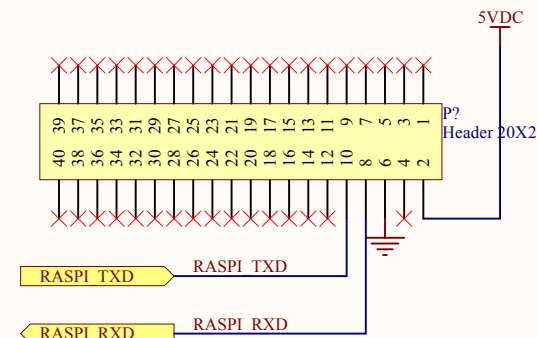 5VDC
39 37 35 33 31 29 27 25 23 21 19 17 15 13 11 9 7 5 3 1
40 38 36 34 32 30 28 26 24 22 20 18 16 14 12 10 8 6 4 2
P?
Header 20X2
RASPI_TXD RASPI_TXD
RASPI_RXD RASPI_RXD